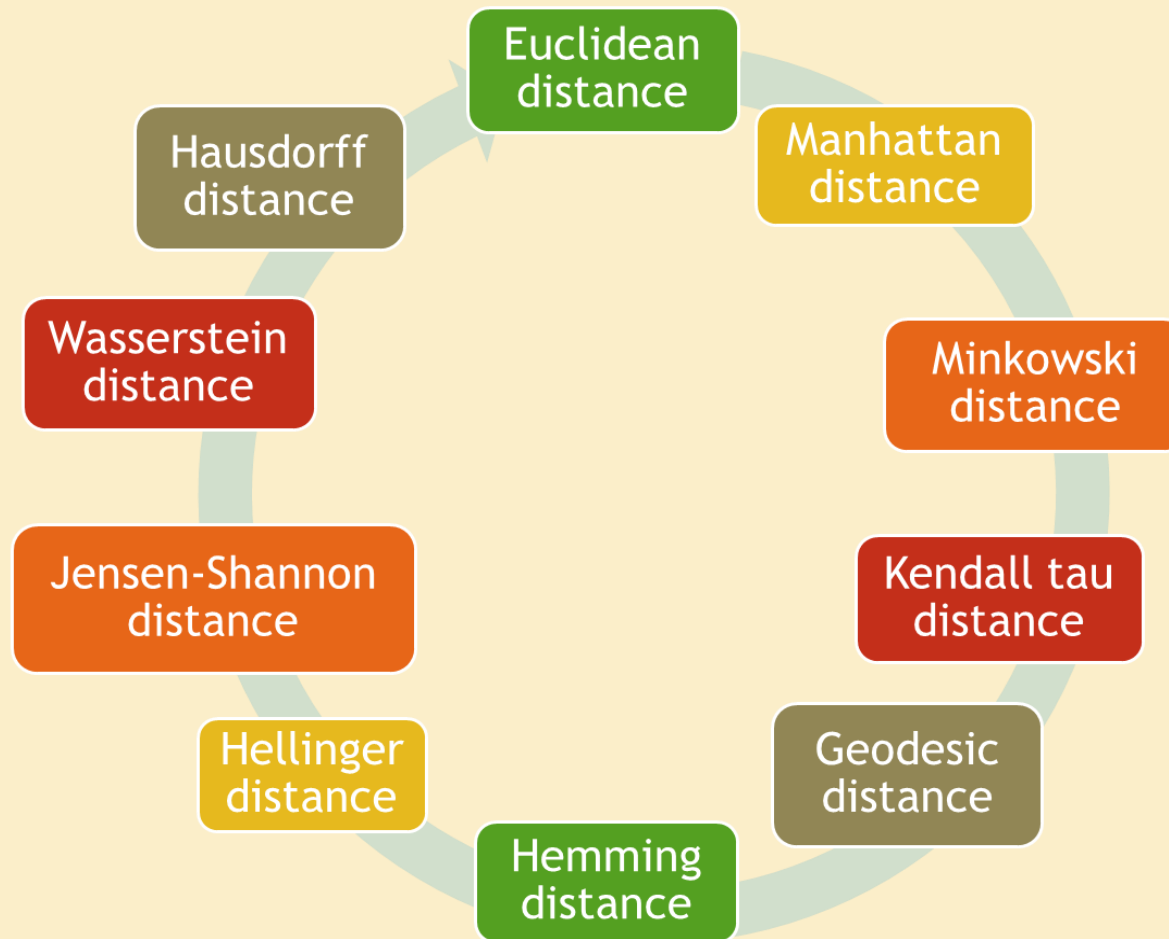 Euclidean
distance
Manhattan
distance
Minkowski
distance
Kendall tau
distance
Geodesic
distance
Hemming
distance
Hellinger
distance
Jensen-Shannon
distance
Wasserstein
distance
Hausdorff
distance